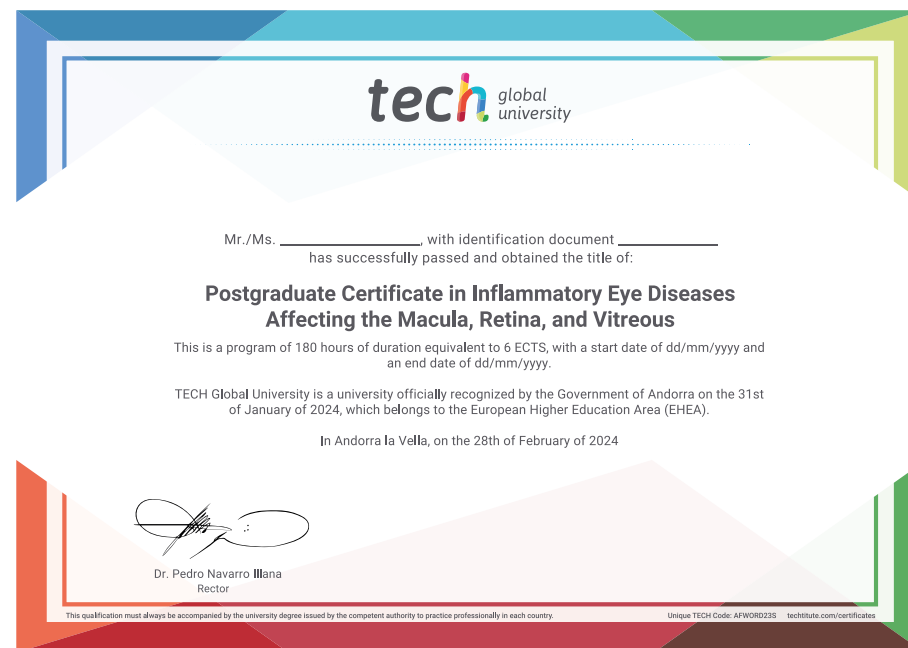 tech global university
Mr./Ms. ____________________, with identification document ______________
has successfully passed and obtained the title of:
Postgraduate Certificate in Inflammatory Eye Diseases
Affecting the Macula, Retina, and Vitreous
This is a program of 180 hours of duration equivalent to 6 ECTS, with a start date of dd/mm/yyyy and
an end date of dd/mm/yyyy.
TECH Global University is a university officially recognized by the Government of Andorra on the 31st
of January of 2024, which belongs to the European Higher Education Area (EHEA).
In Andorra la Vella, on the 28th of February of 2024
Dr. Pedro Navarro Illana
Rector
This qualification must always be accompanied by the university degree issued by the competent authority to practice professionally in each country.
Unique TECH Code: AFWORD23S techtitute.com/certificates